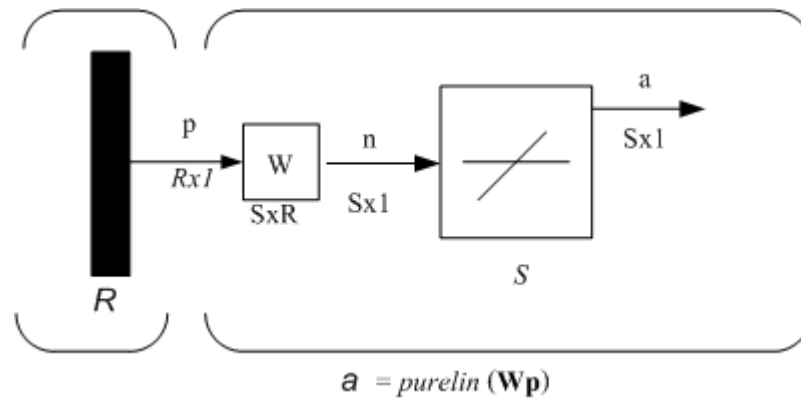 p
Rx1
W
SxR
n
Sx1
a
Sx1
R
S
a = purelin (Wp)